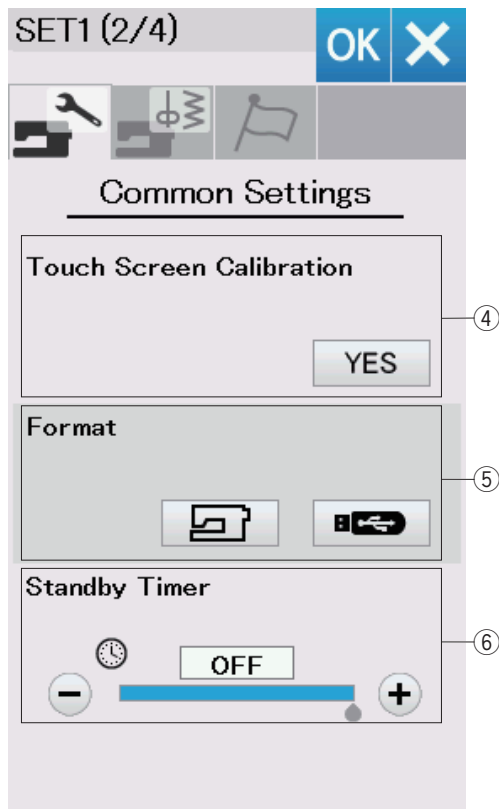 SET1 (2/4)
OK
Common Settings
Touch Screen Calibration
④
YES
Format
⑤
Standby Timer
⑥
OFF